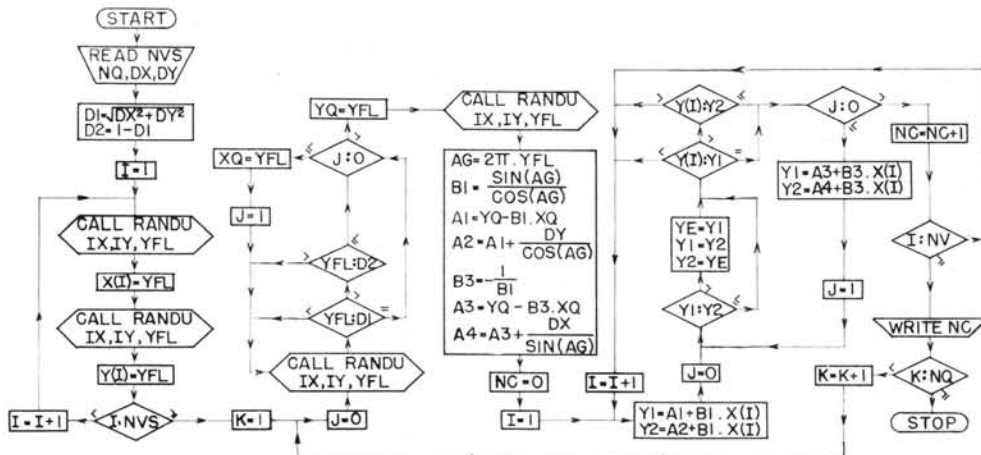 START
READ NVS
NQ,DX,DY
D1=√DX²+DY²
D2=1-D1
I=1
CALL RANDU
IX,IY,YFL
X(I)=YFL
CALL RANDU
IX,IY,YFL
Y(I)=YFL
I:NVS
<
≥
I=I+1
K=1
J=0
CALL RANDU
IX,IY,YFL
YFL:D1
<
=
>
YFL:D2
>
≤
J:0
≤
>
XQ=YFL
J=1
YQ=YFL
CALL RANDU
IX,IY,YFL
AG=2π.YFL
B1=SIN(AG)/COS(AG)
A1=YQ-B1.XQ
A2=A1+DY/COS(AG)
B3=-1/B1
A3=YQ-B3.XQ
A4=A3+DX/SIN(AG)
NC=0
I=1
I=I+1
Y1=A1+B1.X(I)
Y2=A2+B1.X(I)
J=0
Y1:Y2
>
≤
YE=Y1
Y1=Y2
Y2=YE
Y(I):Y1
<
=
>
Y(I):Y2
>
≤
J:0
>
≤
Y1=A3+B3.X(I)
Y2=A4+B3.X(I)
J=1
NC=NC+1
I:NV
<
≥
WRITE NC
K:NQ
<
≥
K=K+1
STOP